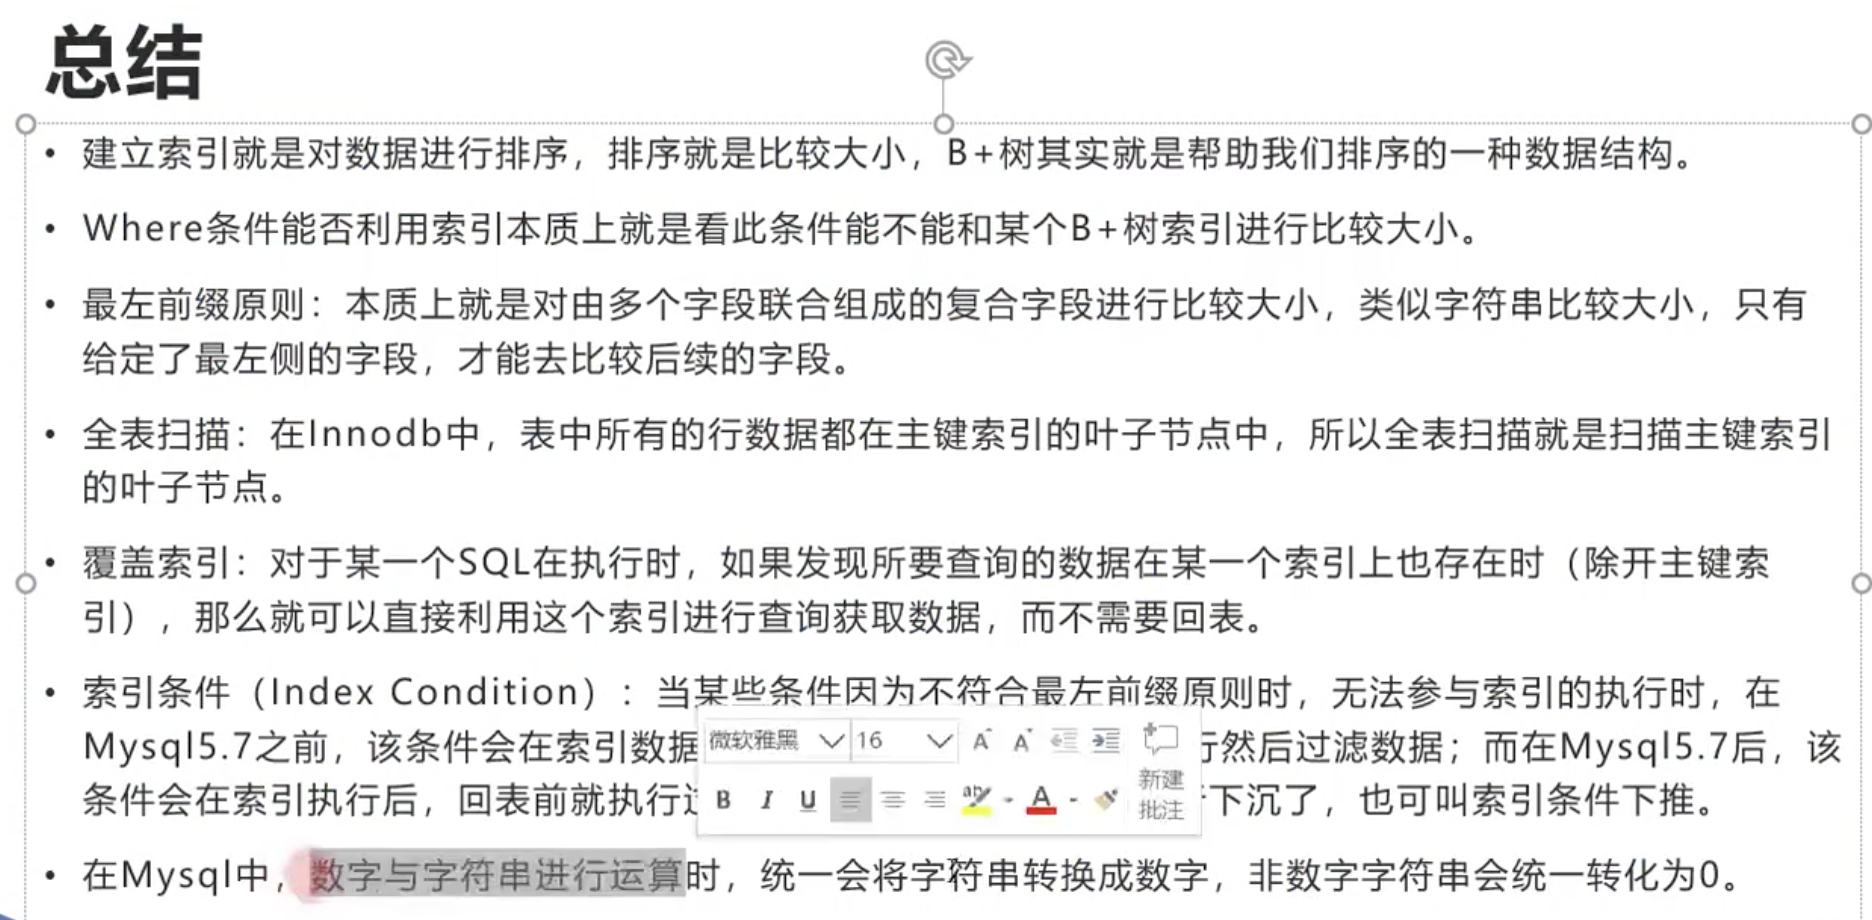 总结
• 建立索引就是对数据进行排序，排序就是比较大小，B+树其实就是帮助我们排序的一种数据结构。
• Where条件能否利用索引本质上就是看此条件能不能和某个B+树索引进行比较大小。
• 最左前缀原则：本质上就是对由多个字段联合组成的复合字段进行比较大小，类似字符串比较大小，只有
给定了最左侧的字段，才能去比较后续的字段。
• 全表扫描：在Innodb中，表中所有的行数据都在主键索引的叶子节点中，所以全表扫描就是扫描主键索引
的叶子节点。
• 覆盖索引：对于某一个SQL在执行时，如果发现所要查询的数据在某一个索引上也存在时（除开主键索
引），那么就可以直接利用这个索引进行查询获取数据，而不需要回表。
• 索引条件（Index Condition）：当某些条件因为不符合最左前缀原则时，无法参与索引的执行时，在
Mysql5.7之前，该条件会在索引数据 行然后过滤数据；而在Mysql5.7后，该
条件会在索引执行后，回表前就执行 下沉了，也可叫索引条件下推。
微软雅黑 16 A A
B I U ab A
新建
批注
• 在Mysql中，数字与字符串进行运算时，统一会将字符串转换成数字，非数字字符串会统一转化为0。